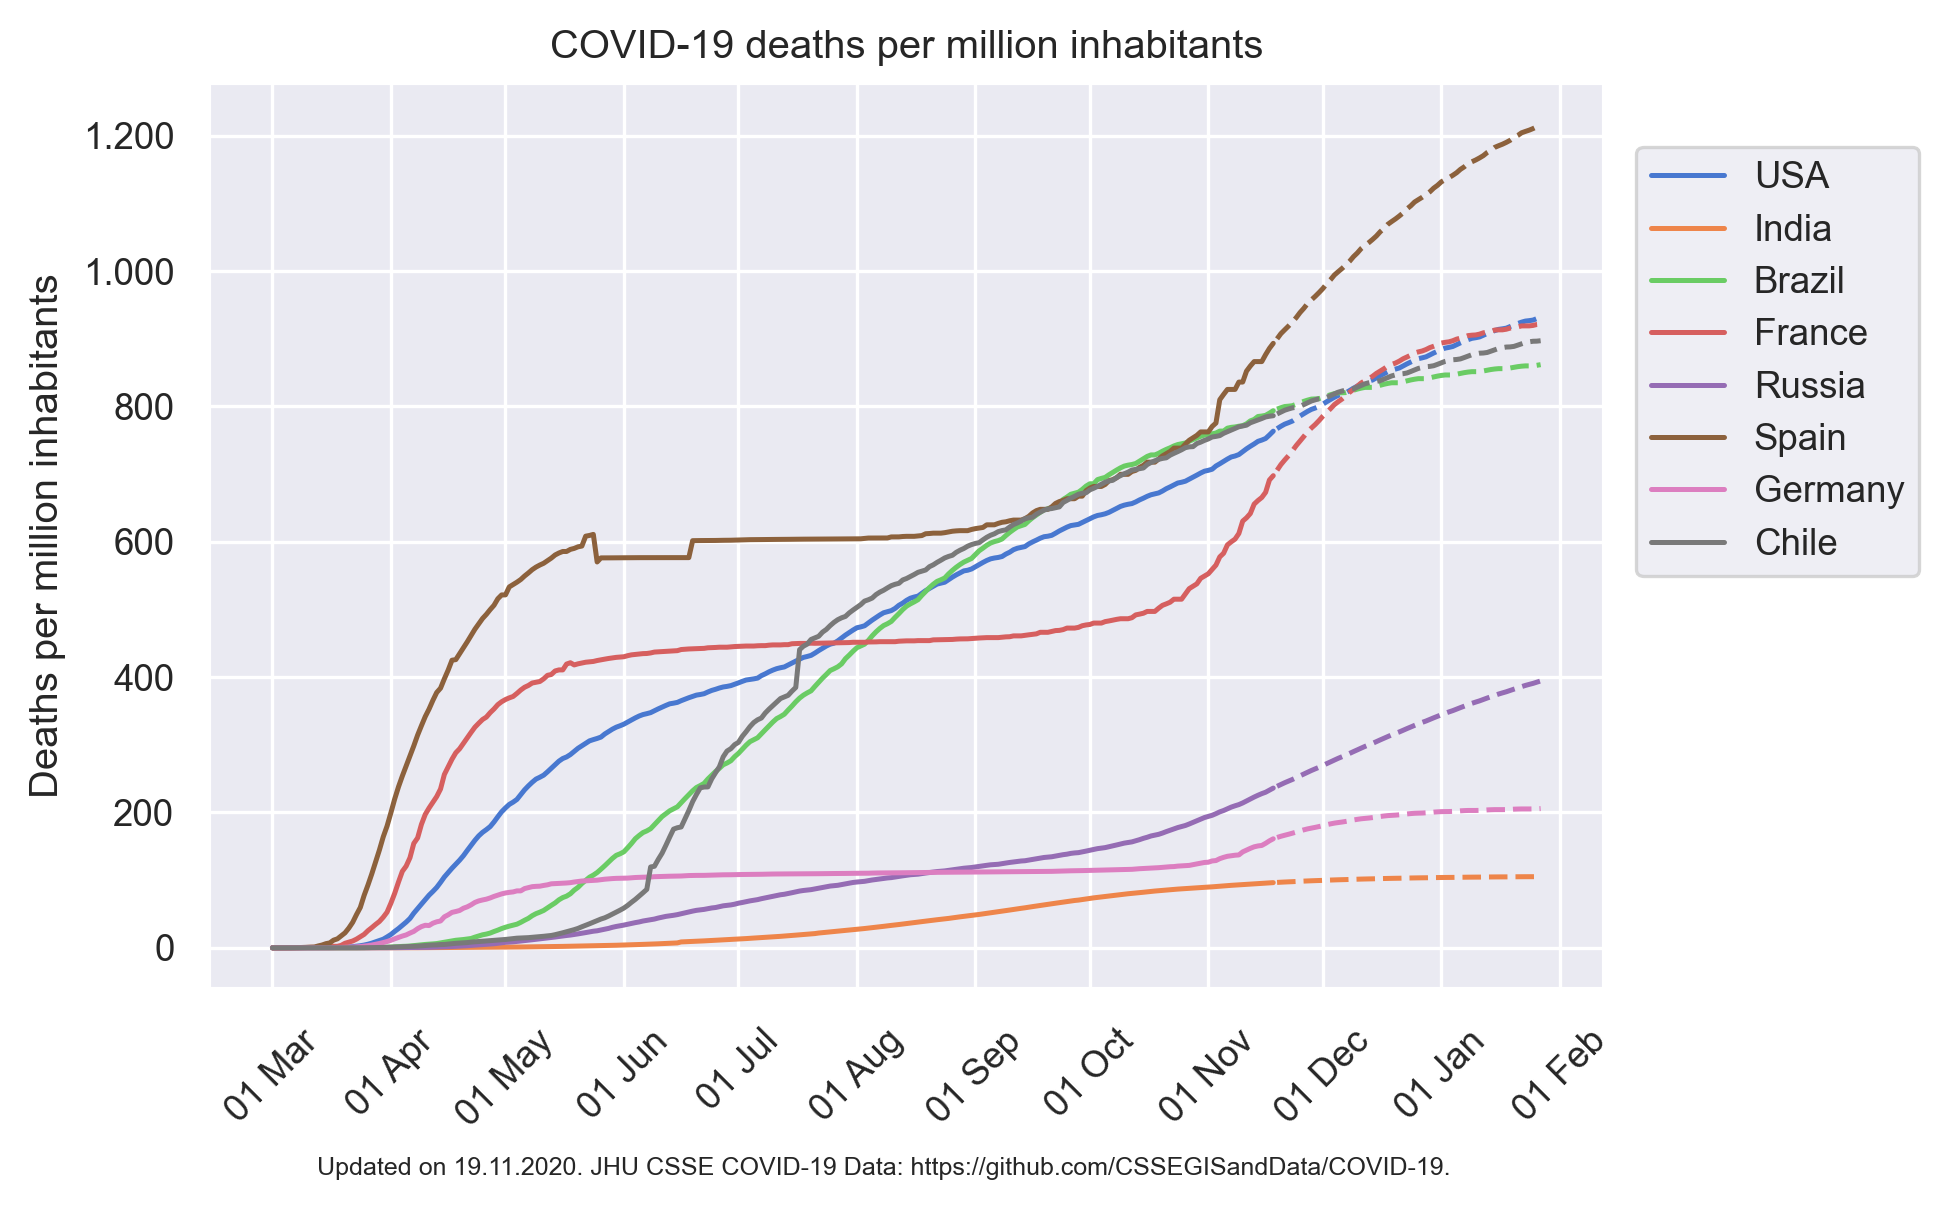 COVID-19 deaths per million inhabitants
Deaths per million inhabitants
1.200
1.000
800
600
400
200
0
01 Mar
01 Apr
01 May
01 Jun
01 Jul
01 Aug
01 Sep
01 Oct
01 Nov
01 Dec
01 Jan
01 Feb
USA
India
Brazil
France
Russia
Spain
Germany
Chile
Updated on 19.11.2020. JHU CSSE COVID-19 Data: https://github.com/CSSEGISandData/COVID-19.